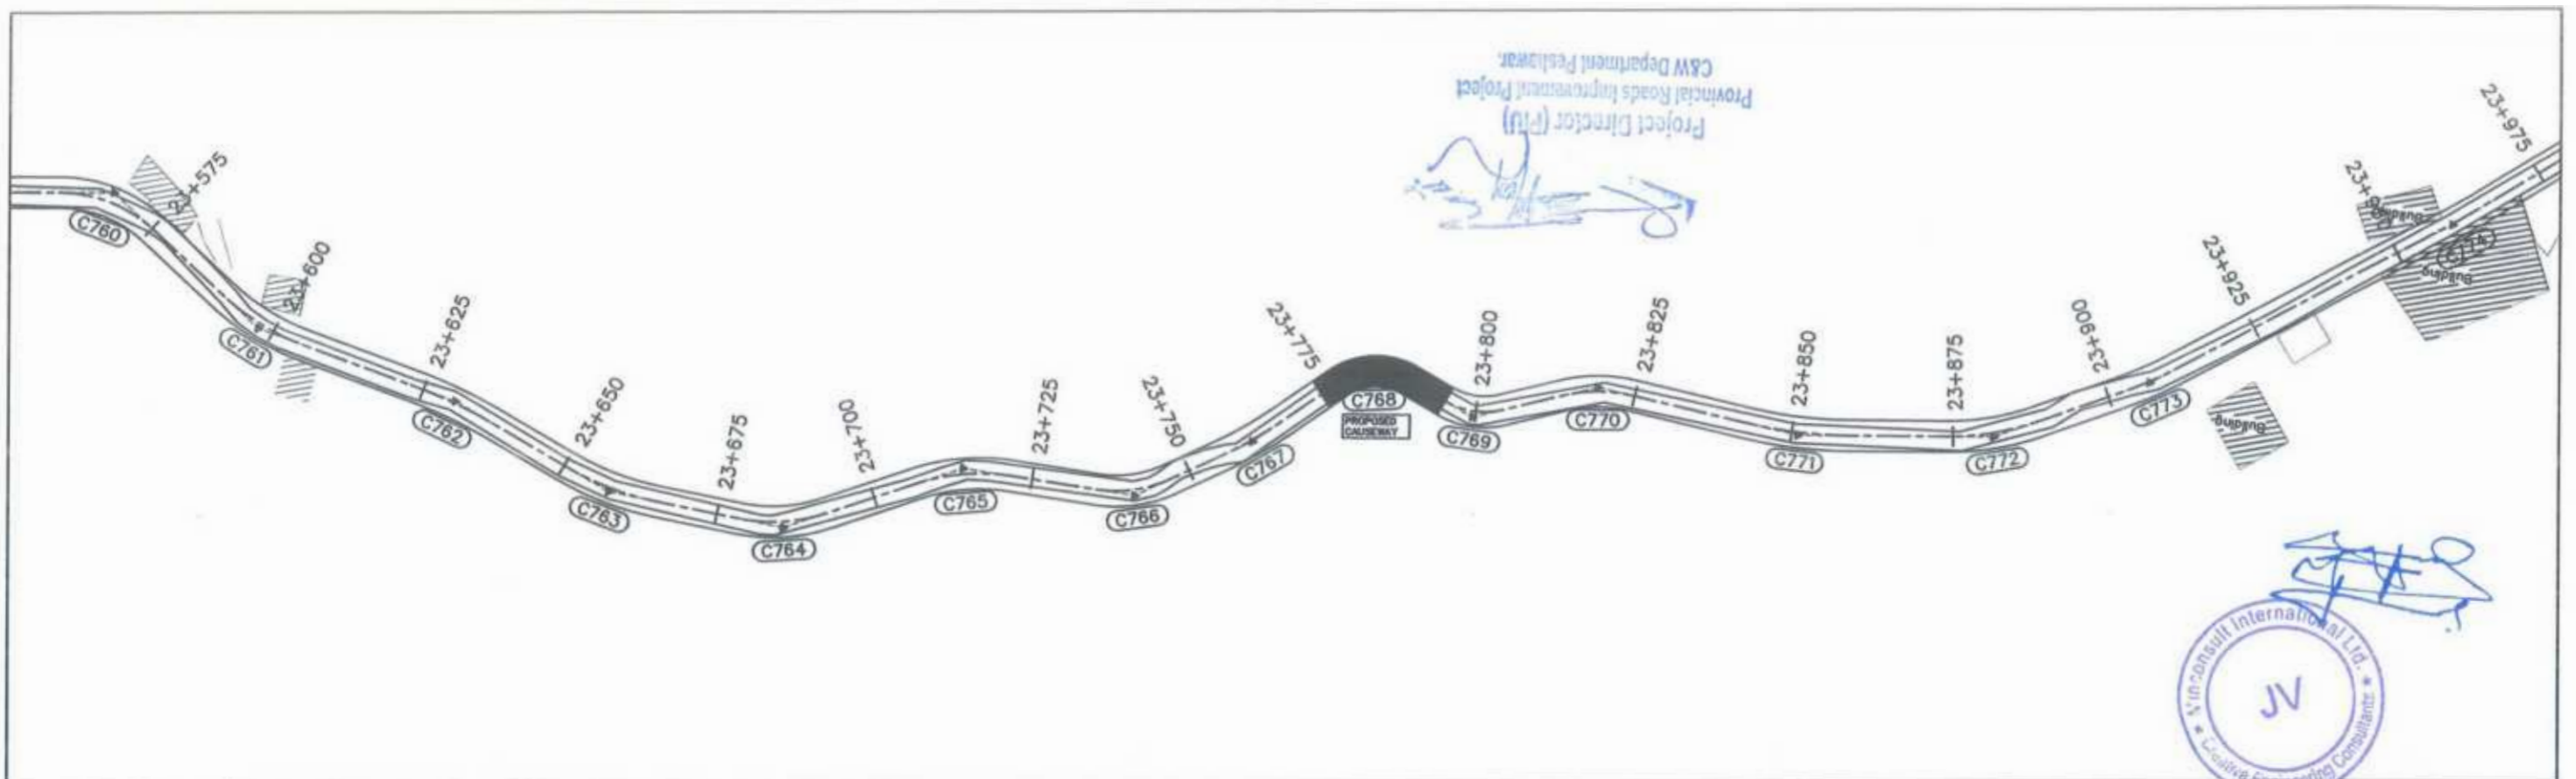 Project Director (PIU)
Provincial Roads Improvement Project
C&W Department Peshawar.
23+575
23+600
23+625
23+650
23+675
23+700
23+725
23+750
23+775
23+800
23+825
23+850
23+875
23+900
23+925
23+975
C760
C761
C762
C763
C764
C765
C766
C767
C768
PROPOSED
CAUSEWAY
C769
C770
C771
C772
C773
C774
Building
Building
Building
International Ltd.
JV
Engineering Consultants